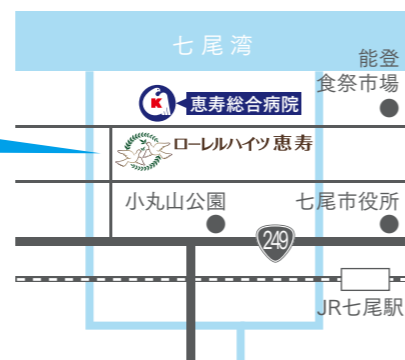 七尾湾
能登
食祭市場
K
恵寿総合病院
ローレルハイツ恵寿
小丸山公園
七尾市役所
249
JR七尾駅